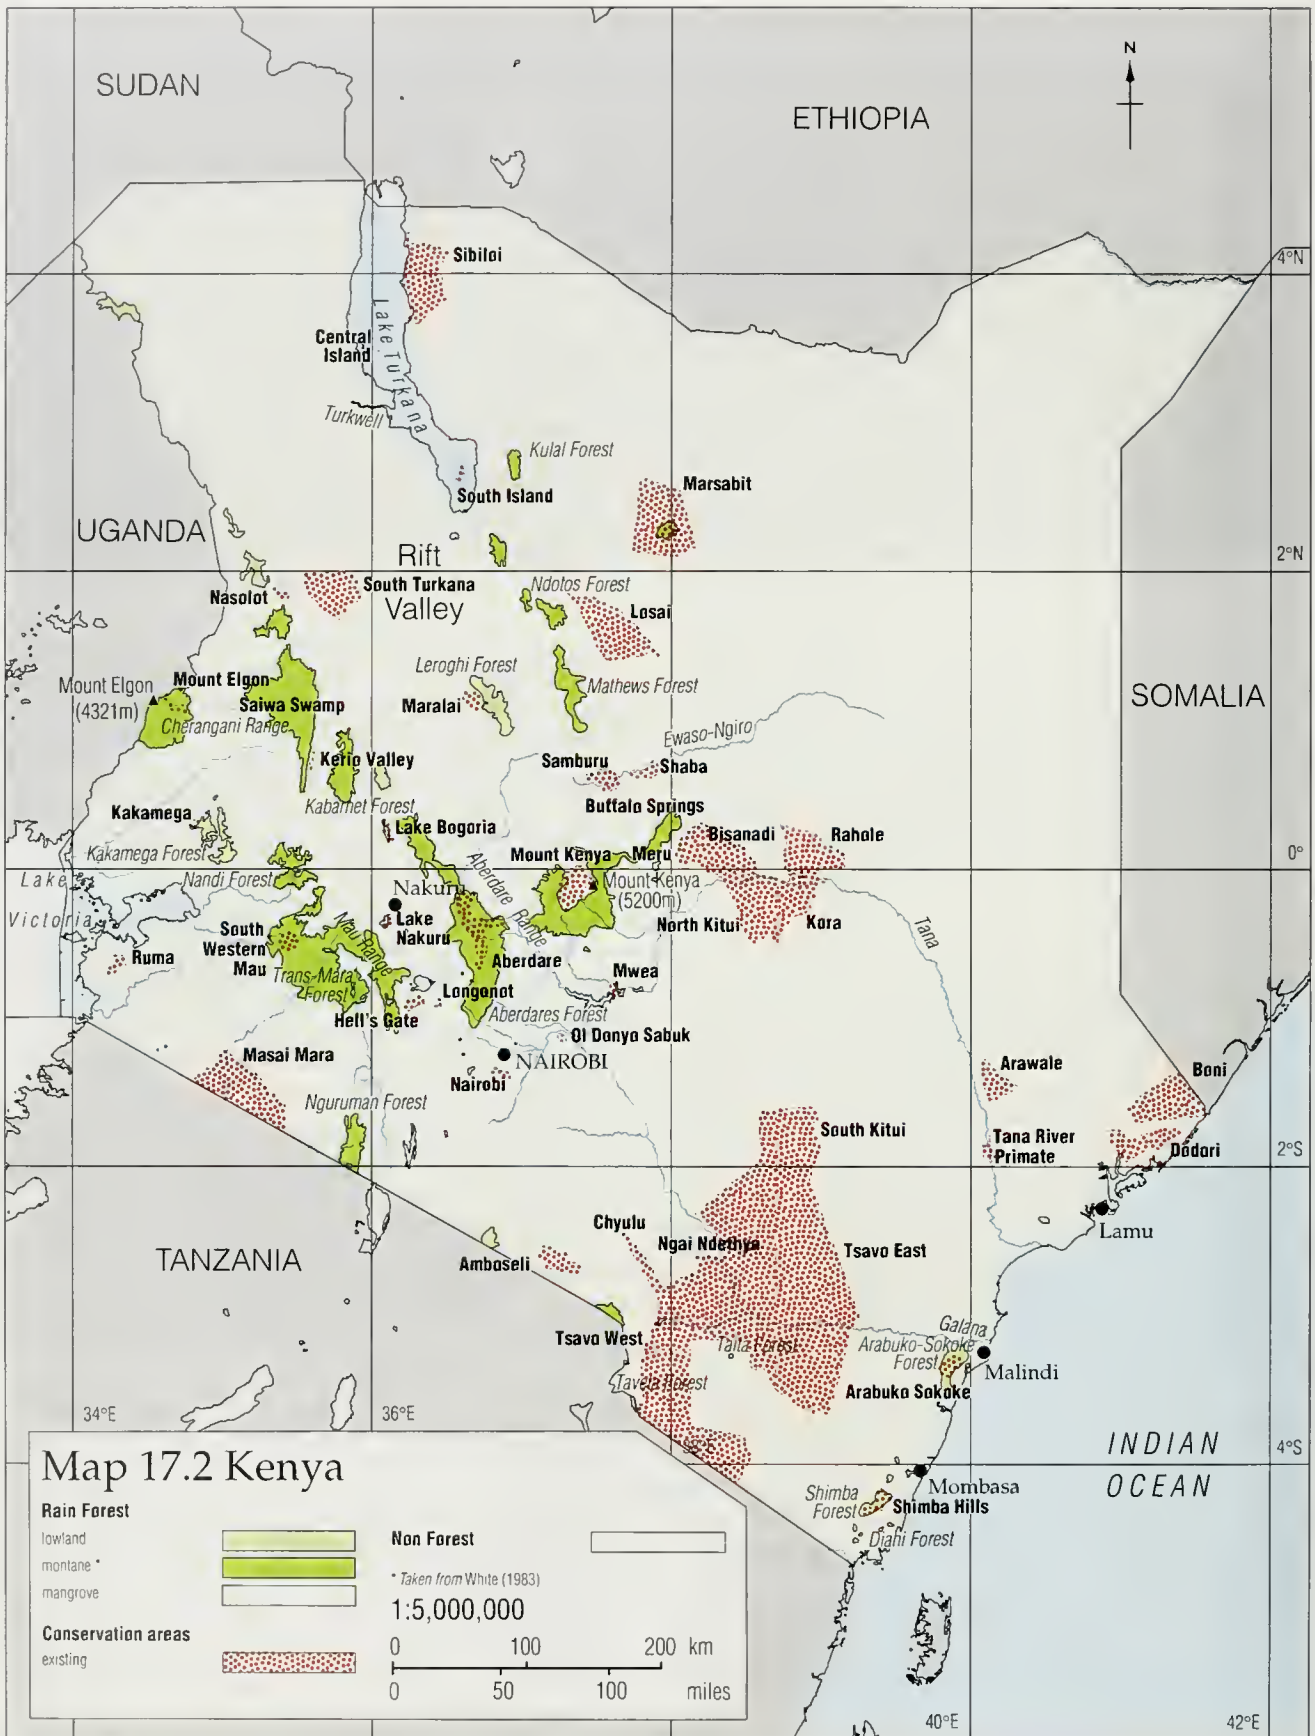 N
SUDAN
ETHIOPIA
4°N
Sibiloi
Central
Island
Lake Turkana
Turkwell
Kulal Forest
South Island
Marsabit
UGANDA
Rift
Valley
2°N
Nasolot
South Turkana
Ndotos Forest
Losai
Leroghi Forest
Mount Elgon
(4321m)
Mount Elgon
Saiwa Swamp
Cherangani Range
Maralai
Mathews Forest
SOMALIA
Ewaso-Ngiro
Kerio Valley
Samburu
Shaba
Buffalo Springs
Kabarnet Forest
Kakamega
Lake Bogoria
Bisanadi
Rahole
Kakamega Forest
Mount Kenya
Meru
0°
Nandi Forest
Lake
Victoria
Nakuru
Aberdare Range
Mount Kenya
(5200m)
North Kitui
Kora
Tana
Lake
Nakuru
South
Western
Mau
Mau Range
Ruma
Trans-Mara
Forest
Aberdare
Mwea
Longonot
Hell's Gate
Aberdares Forest
Ol Donyo Sabuk
Masai Mara
NAIROBI
Nairobi
Arawale
Boni
Nguruman Forest
South Kitui
Tana River
Primate
Dodori
2°S
Lamu
Chyulu
Ngai Ndethya
Tsavo East
TANZANIA
Amboseli
Tsavo West
Taita Forest
Galana
Arabuko-Sokoke
Forest
Malindi
Taveta Forest
Arabuko Sokoke
34°E
36°E
38°E
INDIAN
OCEAN
4°S
Mombasa
Shimba
Forest
Shimba Hills
Diani Forest
40°E
42°E
Map 17.2 Kenya
Rain Forest
lowland
montane *
mangrove
Non Forest
* Taken from White (1983)
1:5,000,000
Conservation areas
existing
0 100 200 km
0 50 100 miles